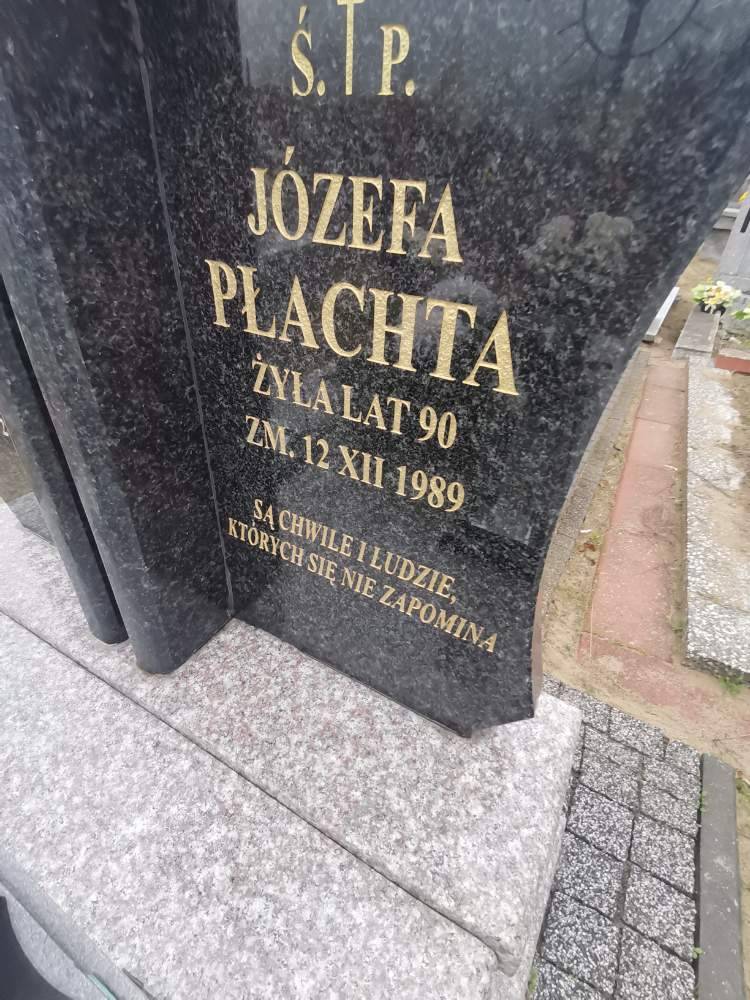 Ś. † P.
JÓZEFA
PŁACHTA
ŻYŁA LAT 90
ZM. 12 XII 1989
SĄ CHWILE I LUDZIE,
KTÓRYCH SIĘ NIE ZAPOMINA